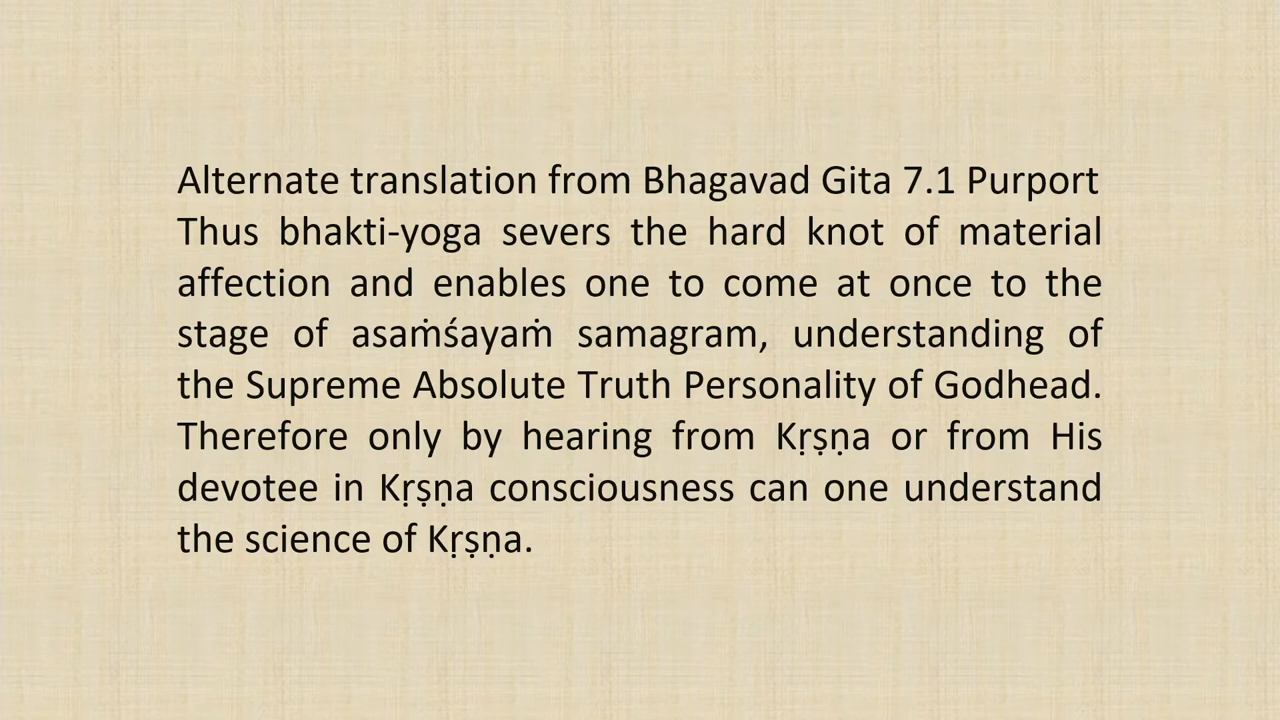 Alternate translation from Bhagavad Gita 7.1 Purport
Thus bhakti-yoga severs the hard knot of material
affection and enables one to come at once to the
stage of asaṁśayaṁ samagram, understanding of
the Supreme Absolute Truth Personality of Godhead.
Therefore only by hearing from Kṛṣṇa or from His
devotee in Kṛṣṇa consciousness can one understand
the science of Kṛṣṇa.